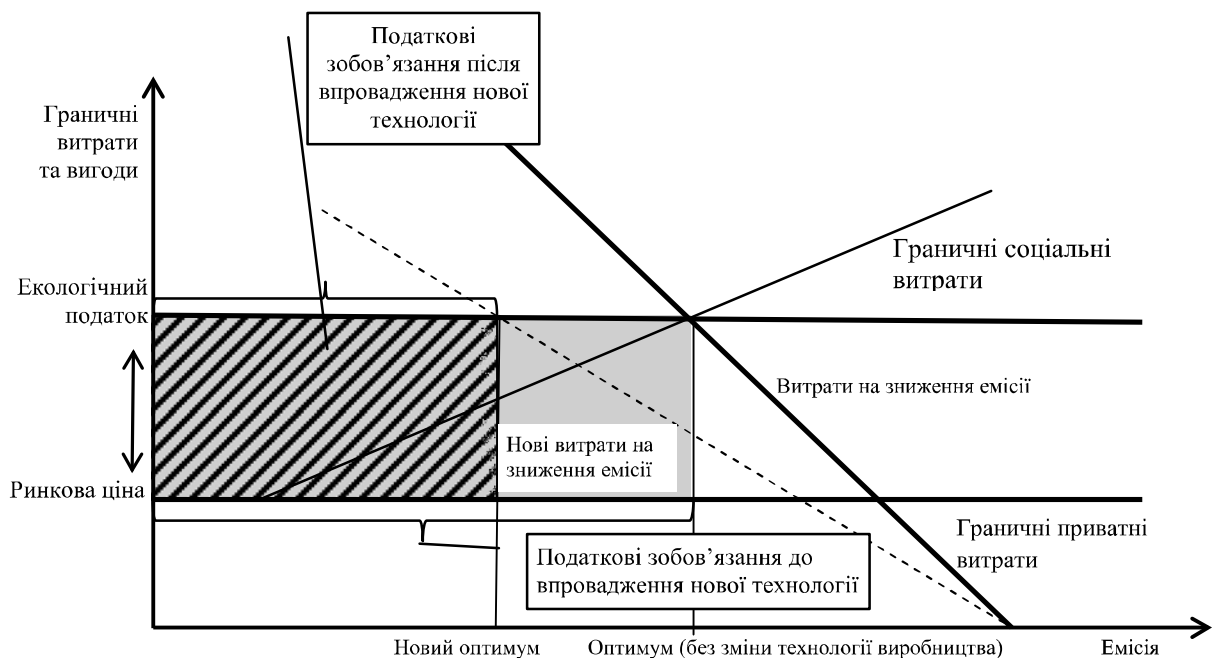 Податкові
зобов’язання після
впровадження нової
технології
Граничні
витрати
та вигоди
Граничні соціальні
витрати
Екологічний
податок
Витрати на зниження емісії
Нові витрати на
зниження емісії
Ринкова ціна
Граничні приватні
витрати
Податкові зобов’язання до
впровадження нової технології
Новий оптимум
Оптимум (без зміни технології виробництва)
Емісія